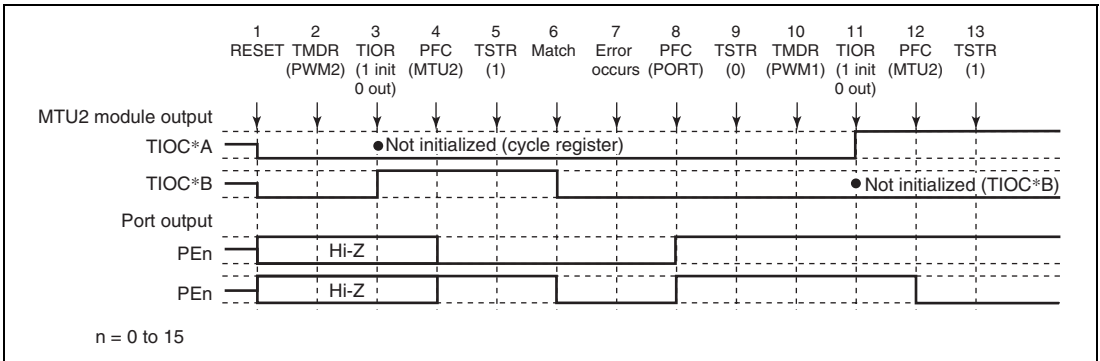 1 2 3 4 5 6 7 8 9 10 11 12 13
RESET TMDR TIOR PFC TSTR Match Error PFC TSTR TMDR TIOR PFC TSTR
(PWM2) (1 init (MTU2) (1) occurs (PORT) (0) (PWM1) (1 init (MTU2) (1)
0 out) 0 out)
MTU2 module output
TIOC*A ●Not initialized (cycle register)
TIOC*B ● Not initialized (TIOC*B)
Port output
PEn Hi-Z
PEn Hi-Z
n = 0 to 15